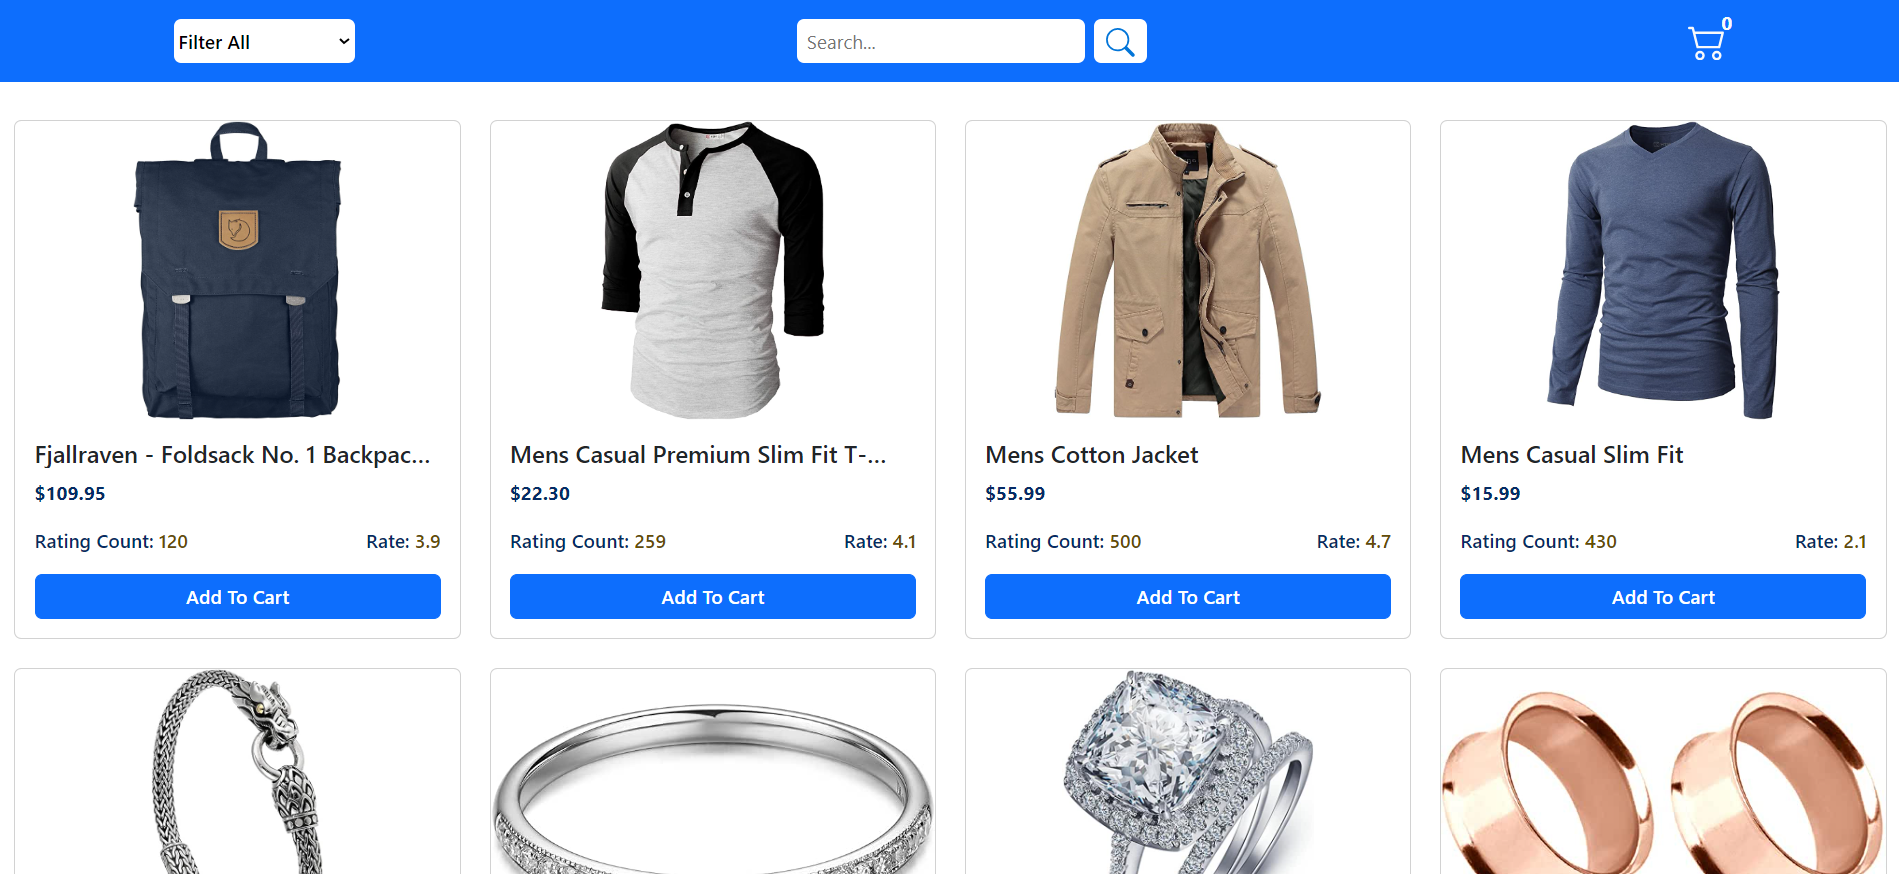 Filter All
Search...
0
Fjallraven - Foldsack No. 1 Backpac...
$109.95
Rating Count: 120 Rate: 3.9
Add To Cart
Mens Casual Premium Slim Fit T-...
$22.30
Rating Count: 259 Rate: 4.1
Add To Cart
Mens Cotton Jacket
$55.99
Rating Count: 500 Rate: 4.7
Add To Cart
Mens Casual Slim Fit
$15.99
Rating Count: 430 Rate: 2.1
Add To Cart